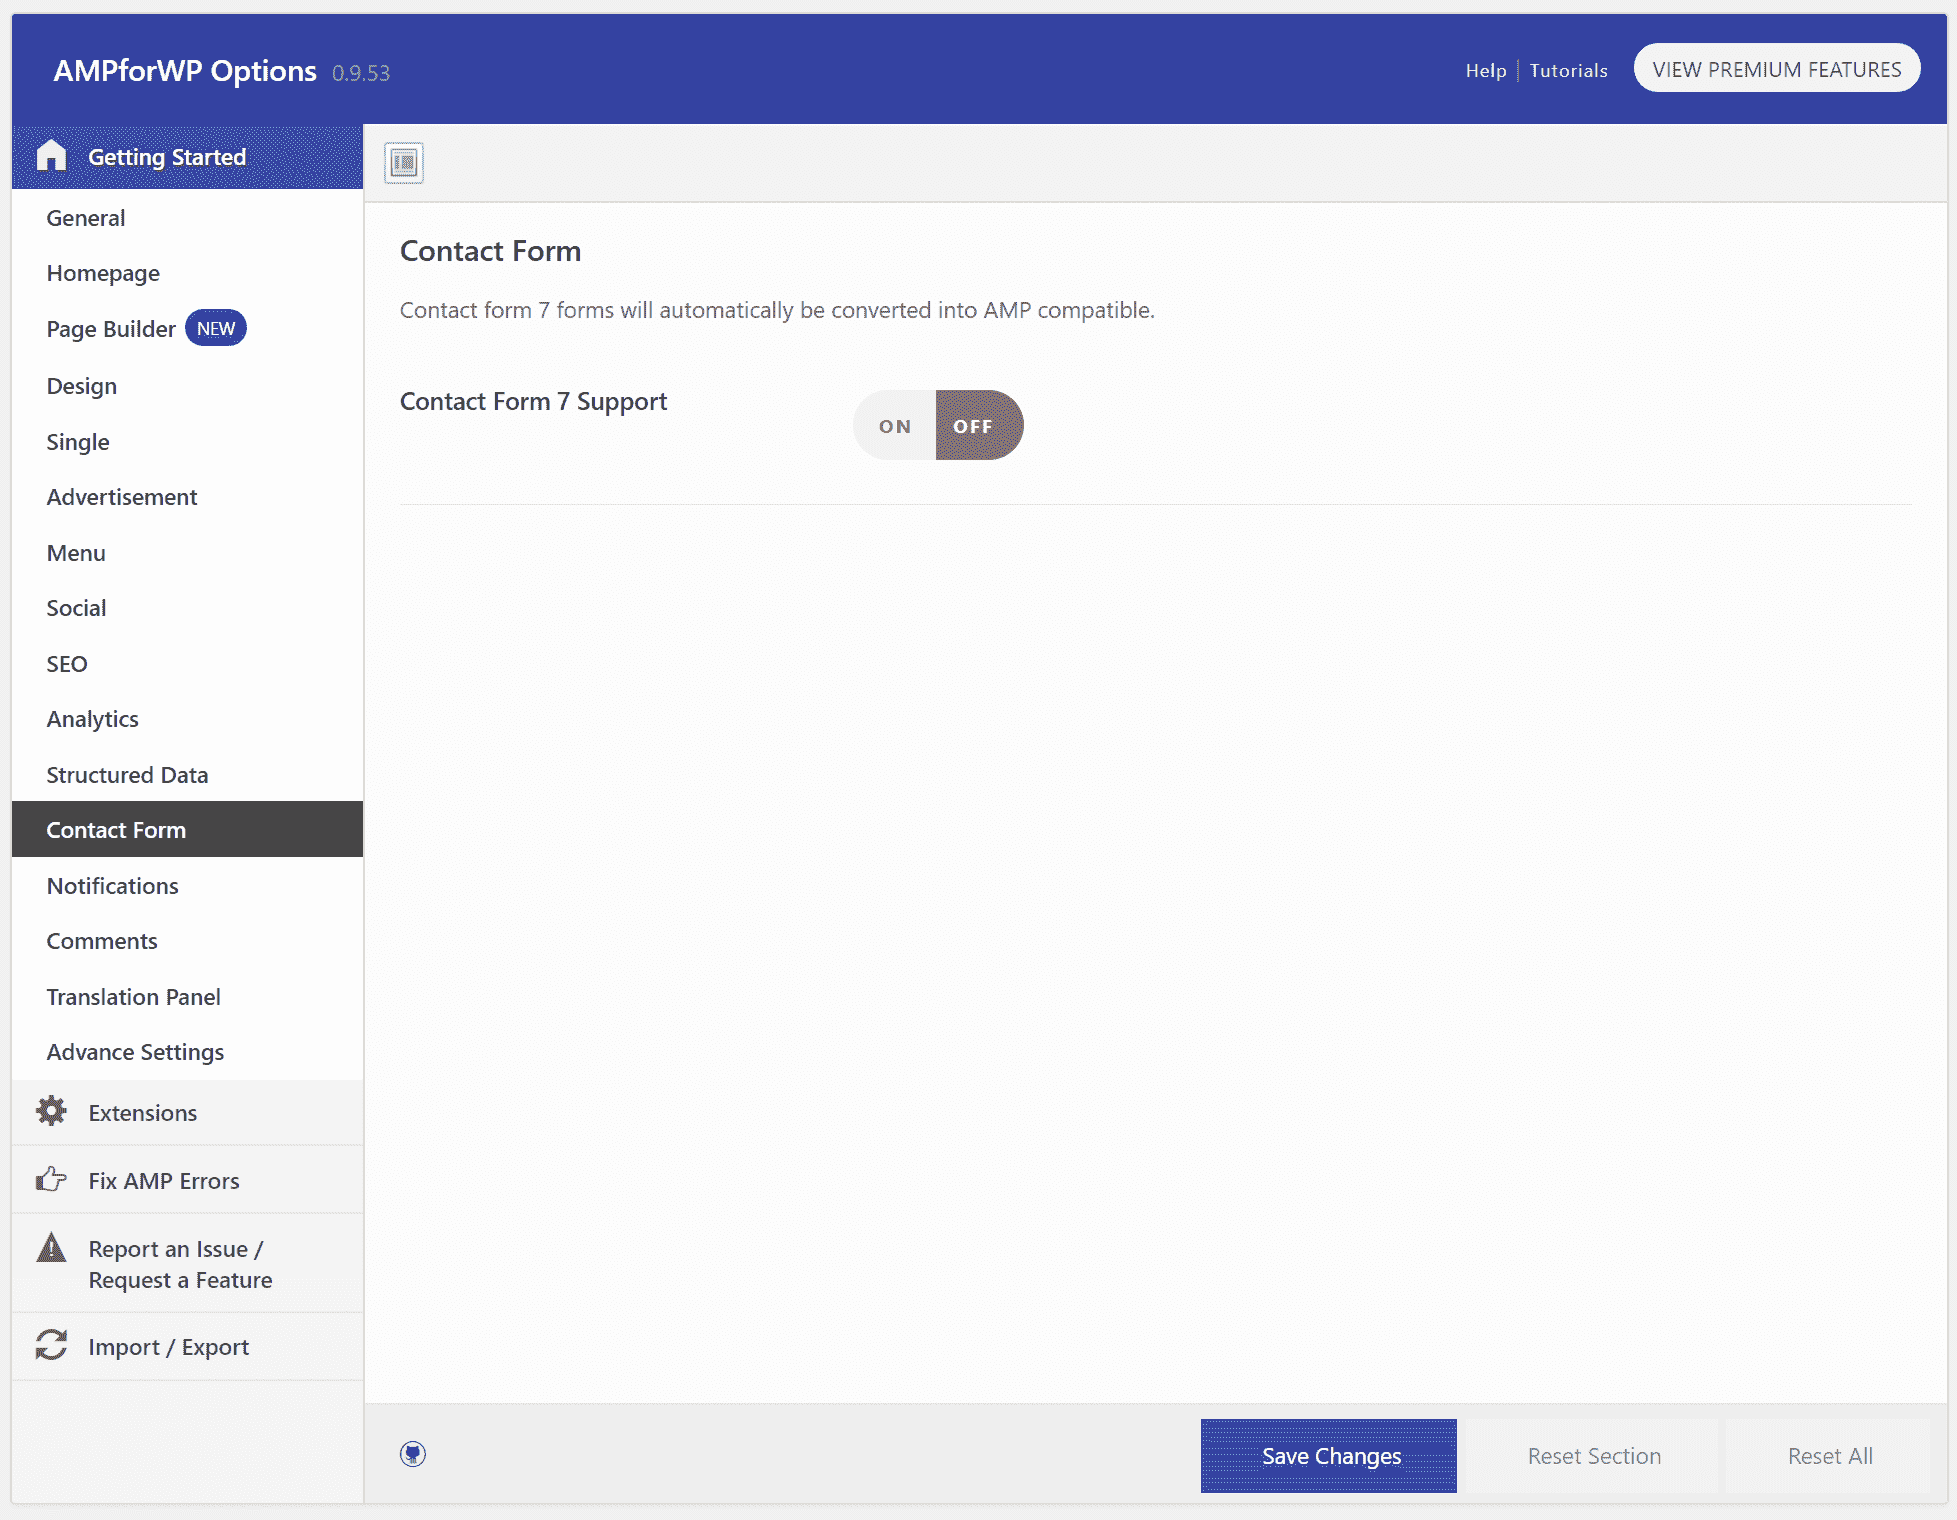 AMPforWP Options 0.9.53
Help
Tutorials
VIEW PREMIUM FEATURES
Getting Started
General
Homepage
Page Builder NEW
Design
Single
Advertisement
Menu
Social
SEO
Analytics
Structured Data
Contact Form
Notifications
Comments
Translation Panel
Advance Settings
Extensions
Fix AMP Errors
Report an Issue /
Request a Feature
Import / Export
Contact Form
Contact form 7 forms will automatically be converted into AMP compatible.
Contact Form 7 Support
ON OFF
Save Changes
Reset Section
Reset All